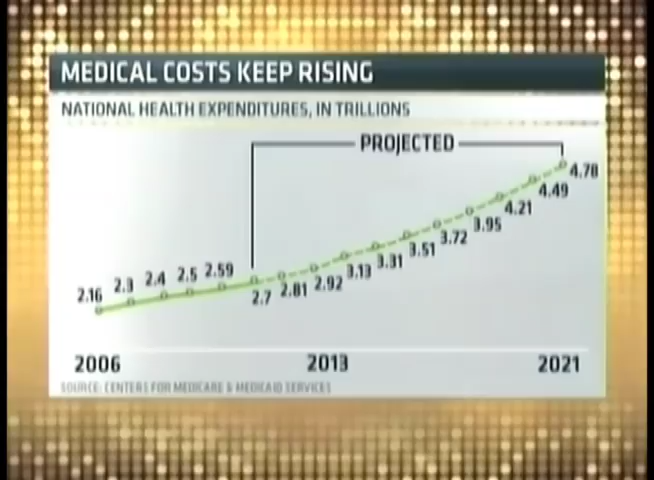 MEDICAL COSTS KEEP RISING
NATIONAL HEALTH EXPENDITURES, IN TRILLIONS
PROJECTED
2.16 2.3 2.4 2.5 2.59 2.7 2.81 2.92 3.13 3.31 3.51 3.72 3.95 4.21 4.49 4.78
2006 2013 2021
SOURCE: CENTERS FOR MEDICARE & MEDICAID SERVICES